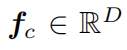 𝒇_c ∈ ℝ^D